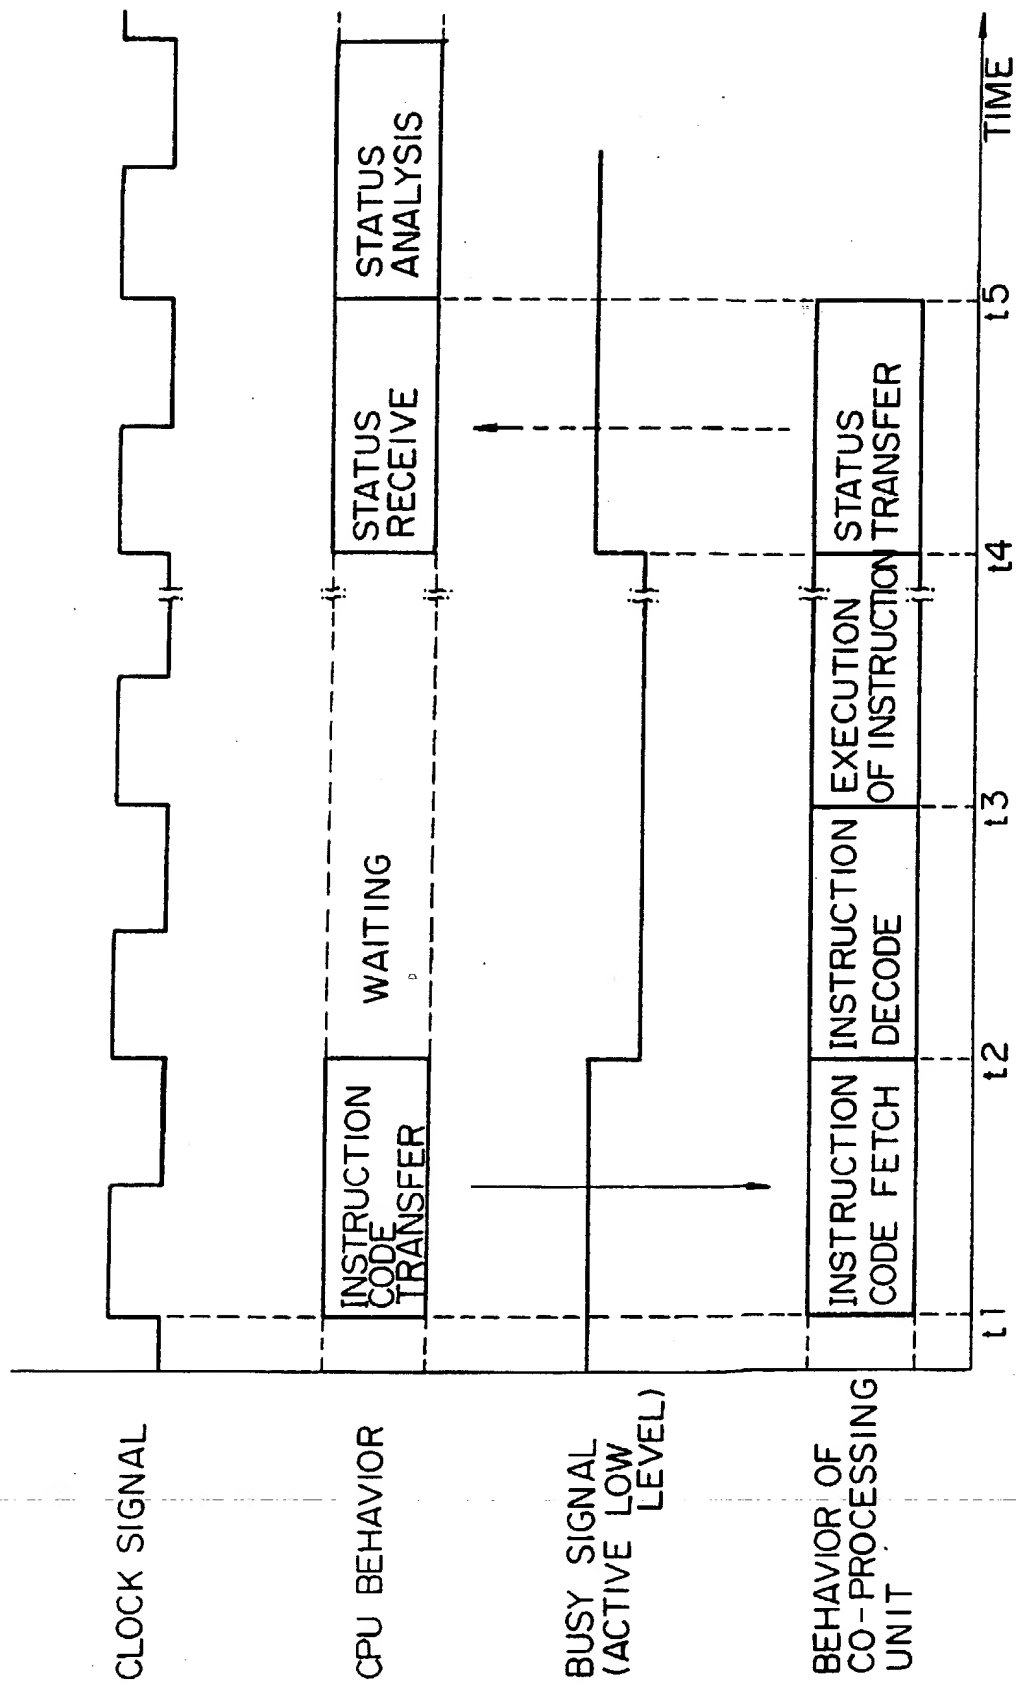 CLOCK SIGNAL
CPU BEHAVIOR
INSTRUCTION
CODE
TRANSFER
WAITING
STATUS
RECEIVE
STATUS
ANALYSIS
BUSY SIGNAL
(ACTIVE LOW
LEVEL)
BEHAVIOR OF
CO-PROCESSING
UNIT
INSTRUCTION
CODE FETCH
INSTRUCTION
DECODE
EXECUTION
OF INSTRUCTION
STATUS
TRANSFER
t1
t2
t3
t4
t5
TIME